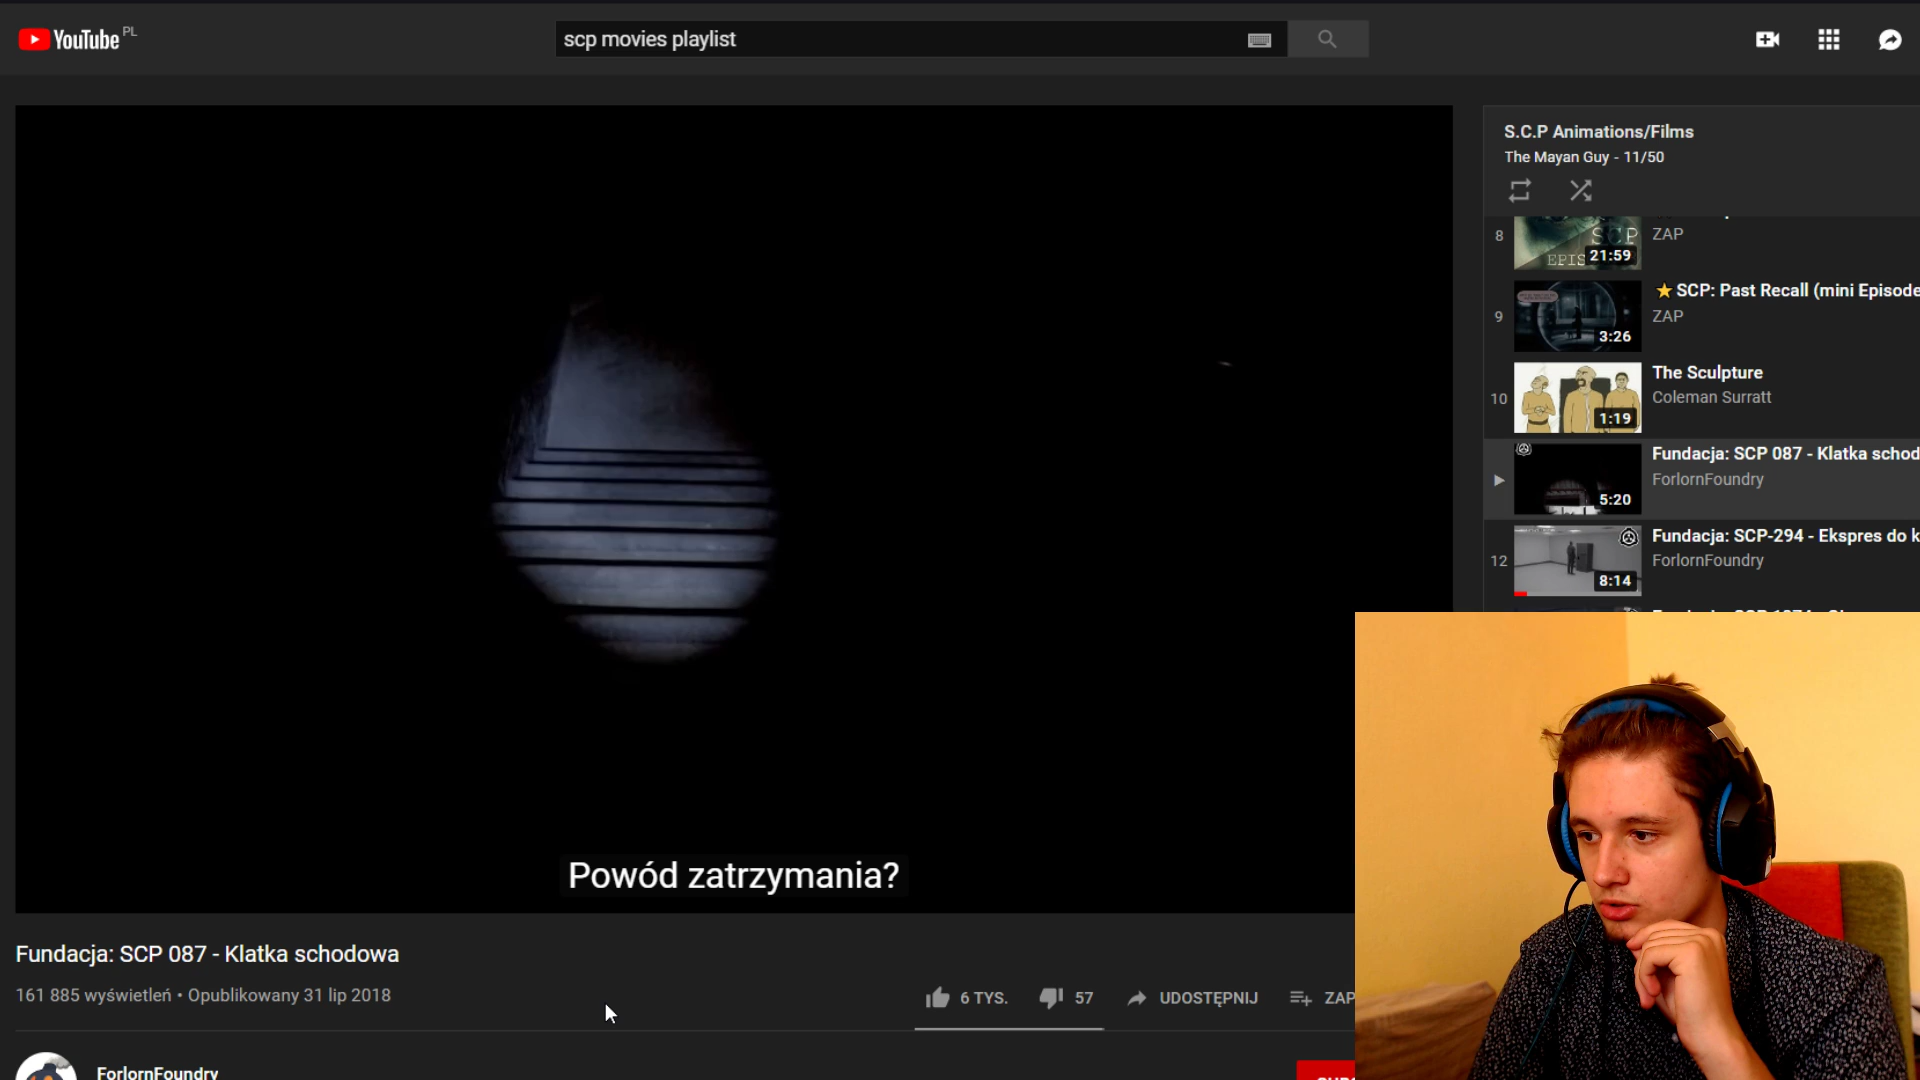 YouTube PL
scp movies playlist
Powód zatrzymania?
Fundacja: SCP 087 - Klatka schodowa
161 885 wyświetleń • Opublikowany 31 lip 2018
6 TYS.
57
UDOSTĘPNIJ
ForlornFoundry
S.C.P Animations/Films
The Mayan Guy - 11/50
8
SCP
21:59
ZAP
9
3:26
SCP: Past Recall (mini Episode
ZAP
10
1:19
The Sculpture
Coleman Surratt
5:20
Fundacja: SCP 087 - Klatka schod
ForlornFoundry
12
8:14
Fundacja: SCP-294 - Ekspres do k
ForlornFoundry